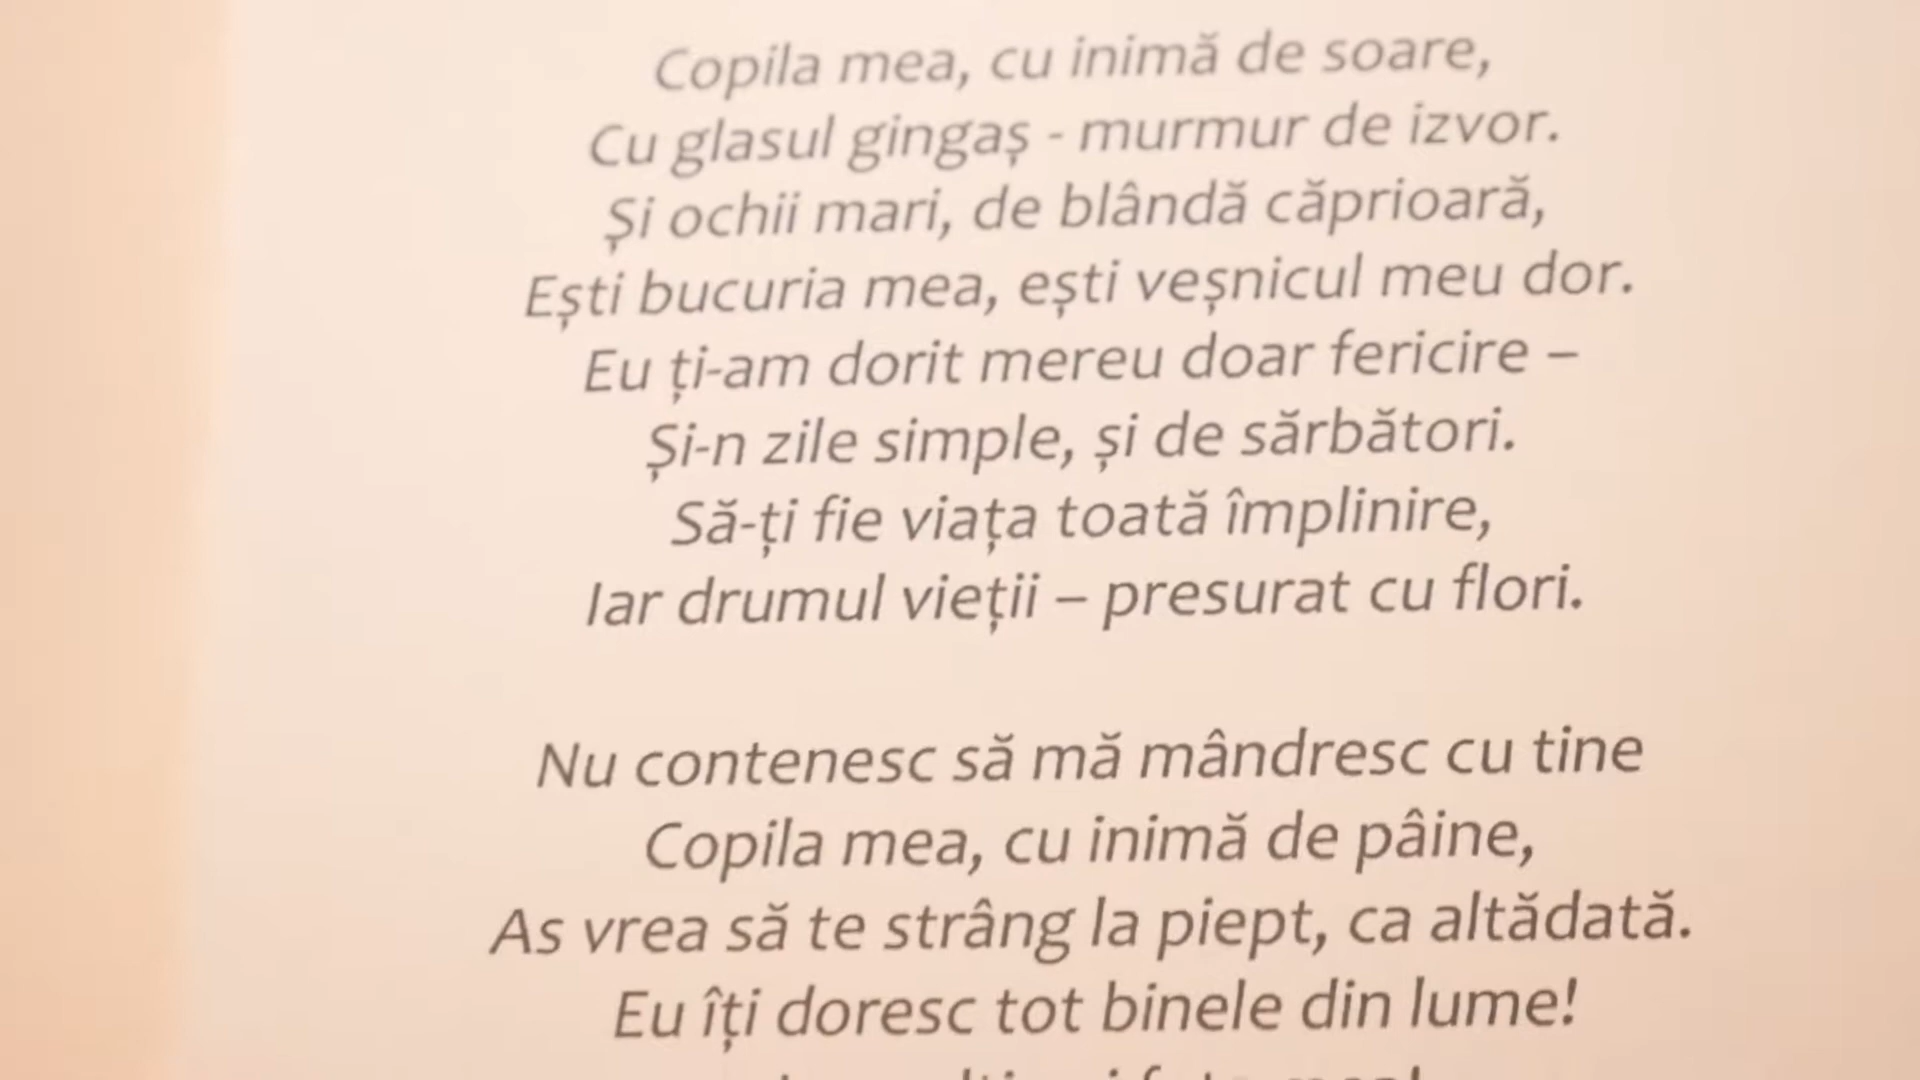 Copila mea, cu inimă de soare,
Cu glasul gingaș - murmur de izvor.
Și ochii mari, de blândă căprioară,
Ești bucuria mea, ești veșnicul meu dor.
Eu ți-am dorit mereu doar fericire –
Și-n zile simple, și de sărbători.
Să-ți fie viața toată împlinire,
Iar drumul vieții – presurat cu flori.
Nu contenesc să mă mândresc cu tine
Copila mea, cu inimă de pâine,
As vrea să te strâng la piept, ca altădată.
Eu îți doresc tot binele din lume!